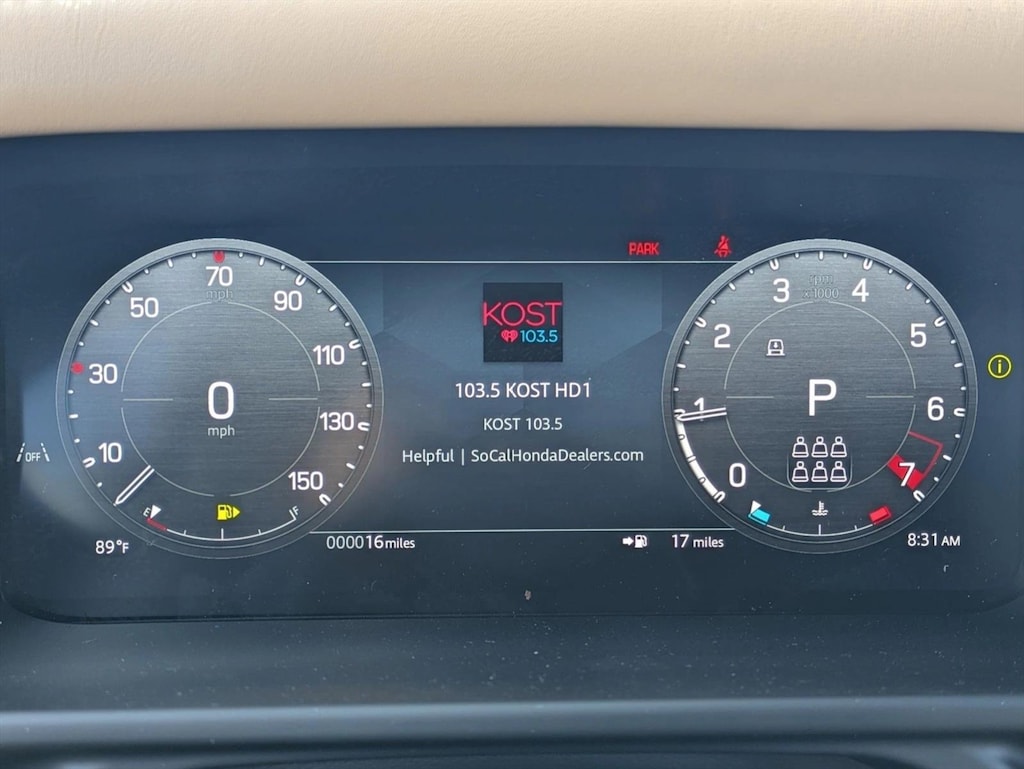 PARK
70
mph
50
90
30
110
0
mph
130
10
150
E
F
OFF
89°F
KOST
103.5
103.5 KOST HD1
KOST 103.5
Helpful | SoCalHondaDealers.com
000016 miles
17 miles
rpm
x1000
3
4
2
5
1
P
6
0
7
i
8:31 AM